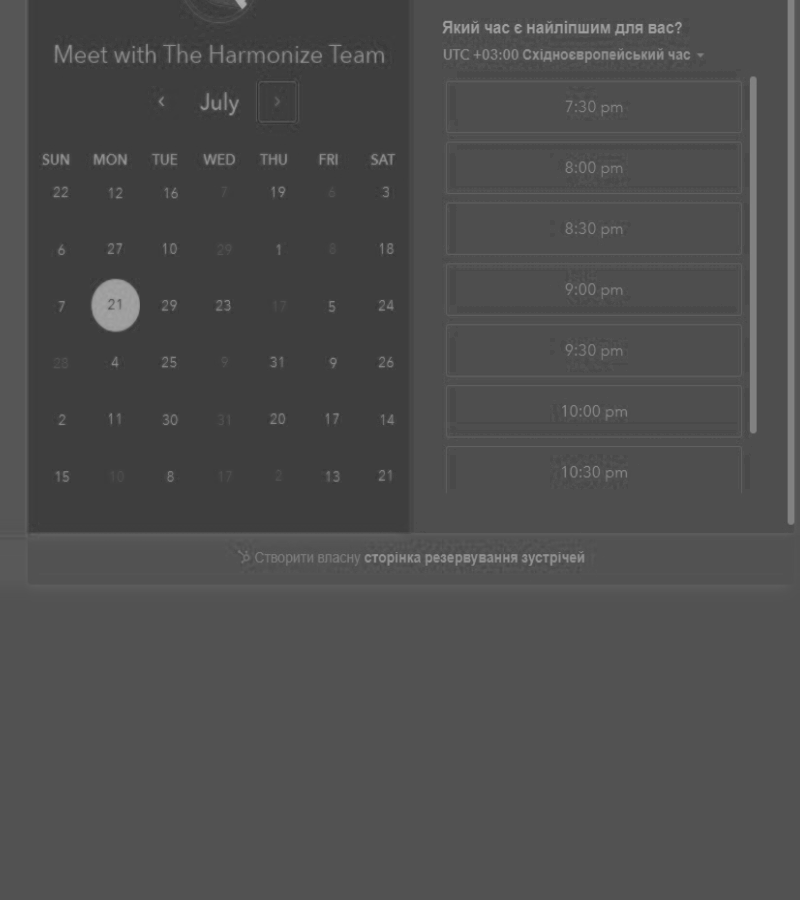 Meet with The Harmonize Team
July
SUN MON TUE WED THU FRI SAT
22 12 16 7 19 6 3
6 27 10 29 1 8 18
7 21 29 23 17 5 24
28 4 25 9 31 9 26
2 11 30 31 20 17 14
15 10 8 17 2 13 21
Який час є найліпшим для вас?
UTC +03:00 Східноєвропейський час
7:30 pm
8:00 pm
8:30 pm
9:00 pm
9:30 pm
10:00 pm
10:30 pm
Створити власну сторінка резервування зустрічей